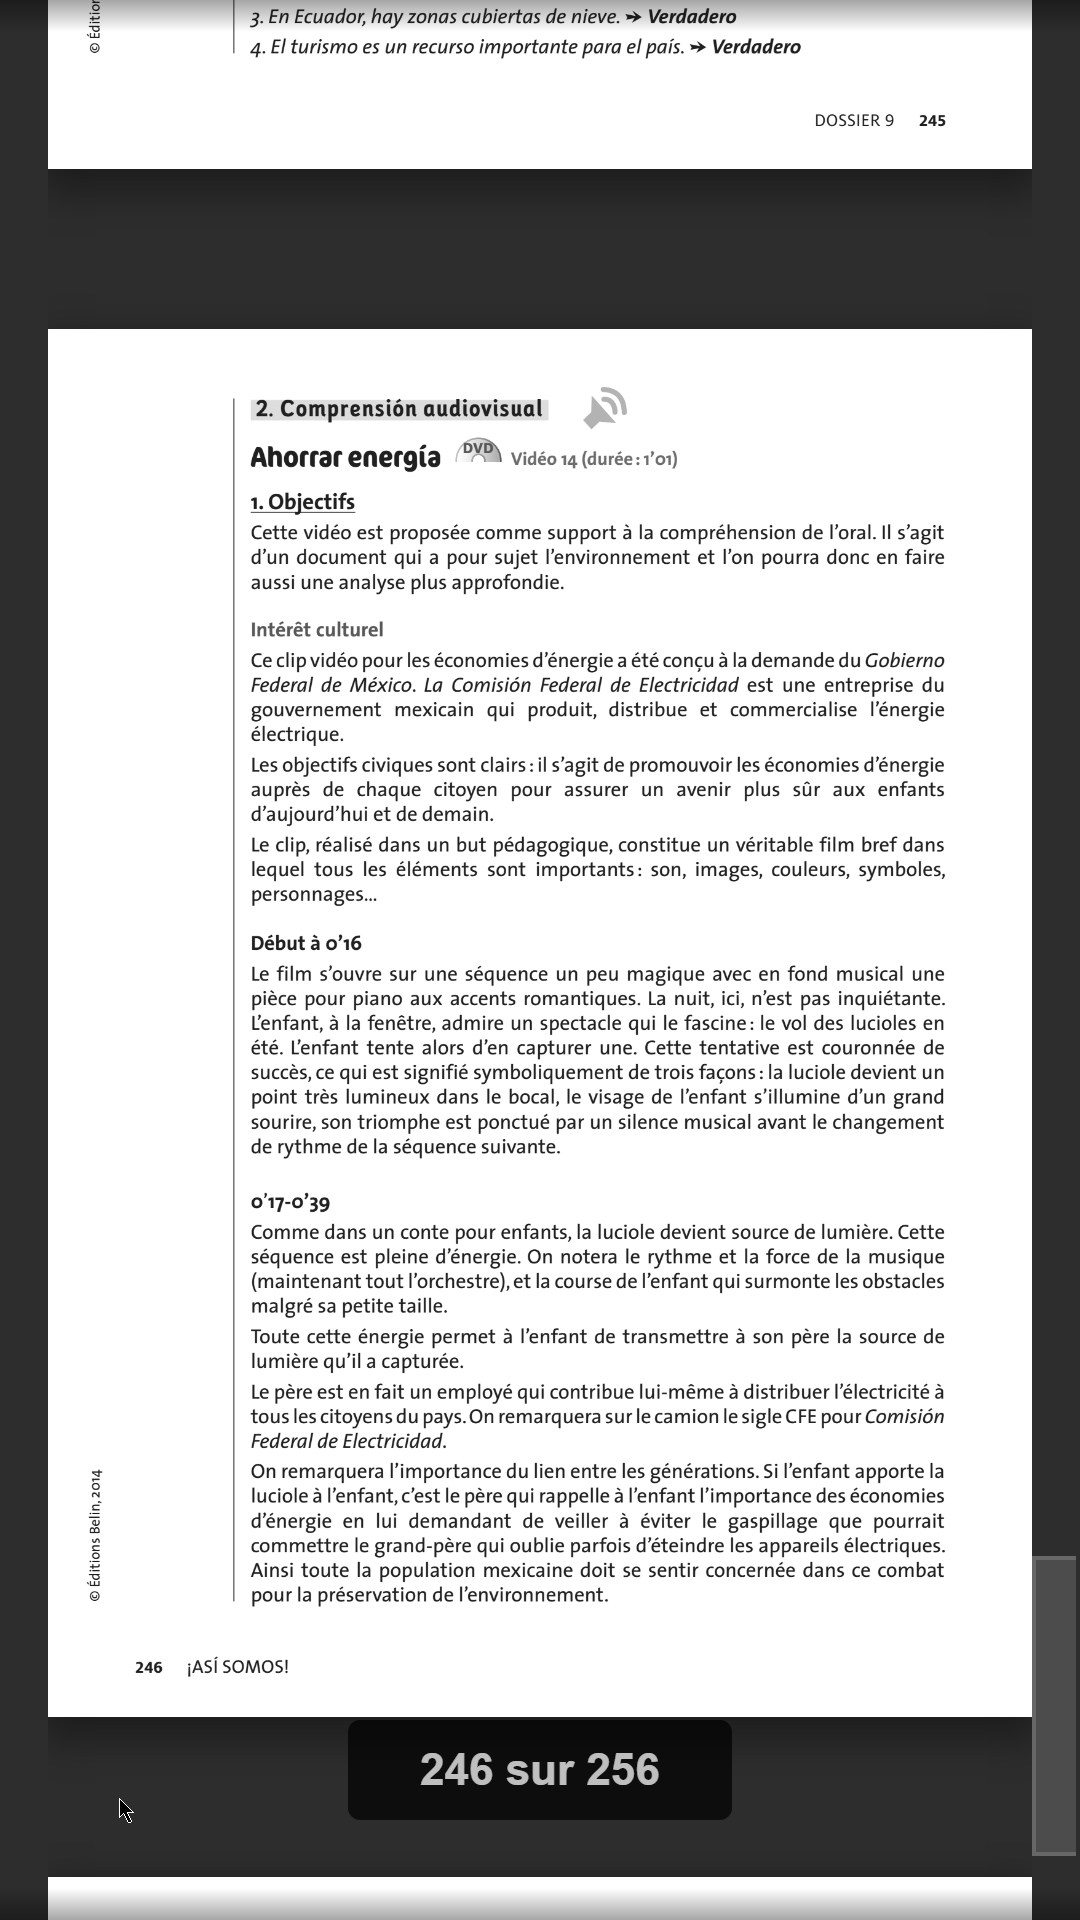 3. En Ecuador, hay zonas cubiertas de nieve. ➙ Verdadero
4. El turismo es un recurso importante para el país. ➙ Verdadero
DOSSIER 9 245
2. Comprensión audiovisual
Ahorrar energía DVD Vidéo 14 (durée : 1’01)
1. Objectifs
Cette vidéo est proposée comme support à la compréhension de l’oral. Il s’agit
d’un document qui a pour sujet l’environnement et l’on pourra donc en faire
aussi une analyse plus approfondie.
Intérêt culturel
Ce clip vidéo pour les économies d’énergie a été conçu à la demande du Gobierno
Federal de México. La Comisión Federal de Electricidad est une entreprise du
gouvernement mexicain qui produit, distribue et commercialise l’énergie
électrique.
Les objectifs civiques sont clairs : il s’agit de promouvoir les économies d’énergie
auprès de chaque citoyen pour assurer un avenir plus sûr aux enfants
d’aujourd’hui et de demain.
Le clip, réalisé dans un but pédagogique, constitue un véritable film bref dans
lequel tous les éléments sont importants : son, images, couleurs, symboles,
personnages...
Début à 0’16
Le film s’ouvre sur une séquence un peu magique avec en fond musical une
pièce pour piano aux accents romantiques. La nuit, ici, n’est pas inquiétante.
L’enfant, à la fenêtre, admire un spectacle qui le fascine : le vol des lucioles en
été. L’enfant tente alors d’en capturer une. Cette tentative est couronnée de
succès, ce qui est signifié symboliquement de trois façons : la luciole devient un
point très lumineux dans le bocal, le visage de l’enfant s’illumine d’un grand
sourire, son triomphe est ponctué par un silence musical avant le changement
de rythme de la séquence suivante.
0’17-0’39
Comme dans un conte pour enfants, la luciole devient source de lumière. Cette
séquence est pleine d’énergie. On notera le rythme et la force de la musique
(maintenant tout l’orchestre), et la course de l’enfant qui surmonte les obstacles
malgré sa petite taille.
Toute cette énergie permet à l’enfant de transmettre à son père la source de
lumière qu’il a capturée.
Le père est en fait un employé qui contribue lui-même à distribuer l’électricité à
tous les citoyens du pays. On remarquera sur le camion le sigle CFE pour Comisión
Federal de Electricidad.
On remarquera l’importance du lien entre les générations. Si l’enfant apporte la
luciole à l’enfant, c’est le père qui rappelle à l’enfant l’importance des économies
d’énergie en lui demandant de veiller à éviter le gaspillage que pourrait
commettre le grand-père qui oublie parfois d’éteindre les appareils électriques.
Ainsi toute la population mexicaine doit se sentir concernée dans ce combat
pour la préservation de l’environnement.
© Éditions Belin, 2014
246 ¡ASÍ SOMOS!
246 sur 256